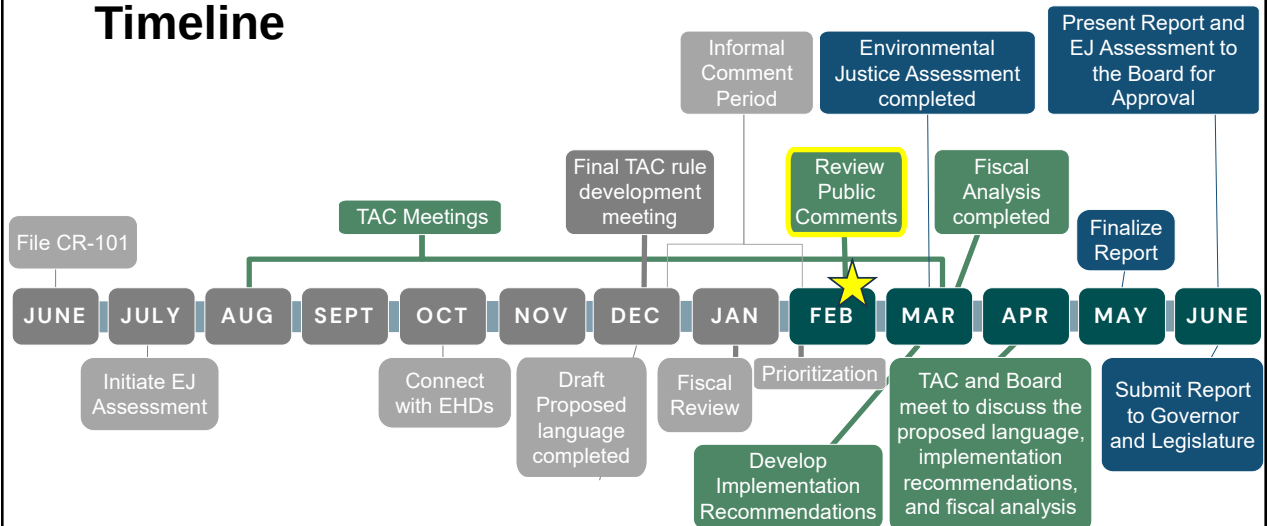 Timeline
Informal
Comment
Period
Environmental
Justice Assessment
completed
Present Report and
EJ Assessment to
the Board for
Approval
File CR-101
TAC Meetings
Final TAC rule
development
meeting
Review
Public
Comments
Fiscal
Analysis
completed
Finalize
Report
JUNE
JULY
AUG
SEPT
OCT
NOV
DEC
JAN
FEB
MAR
APR
MAY
JUNE
Initiate EJ
Assessment
Connect
with EHDs
Draft
Proposed
language
completed
Fiscal
Review
Prioritization
Develop
Implementation
Recommendations
TAC and Board
meet to discuss the
proposed language,
implementation
recommendations,
and fiscal analysis
Submit Report
to Governor
and Legislature